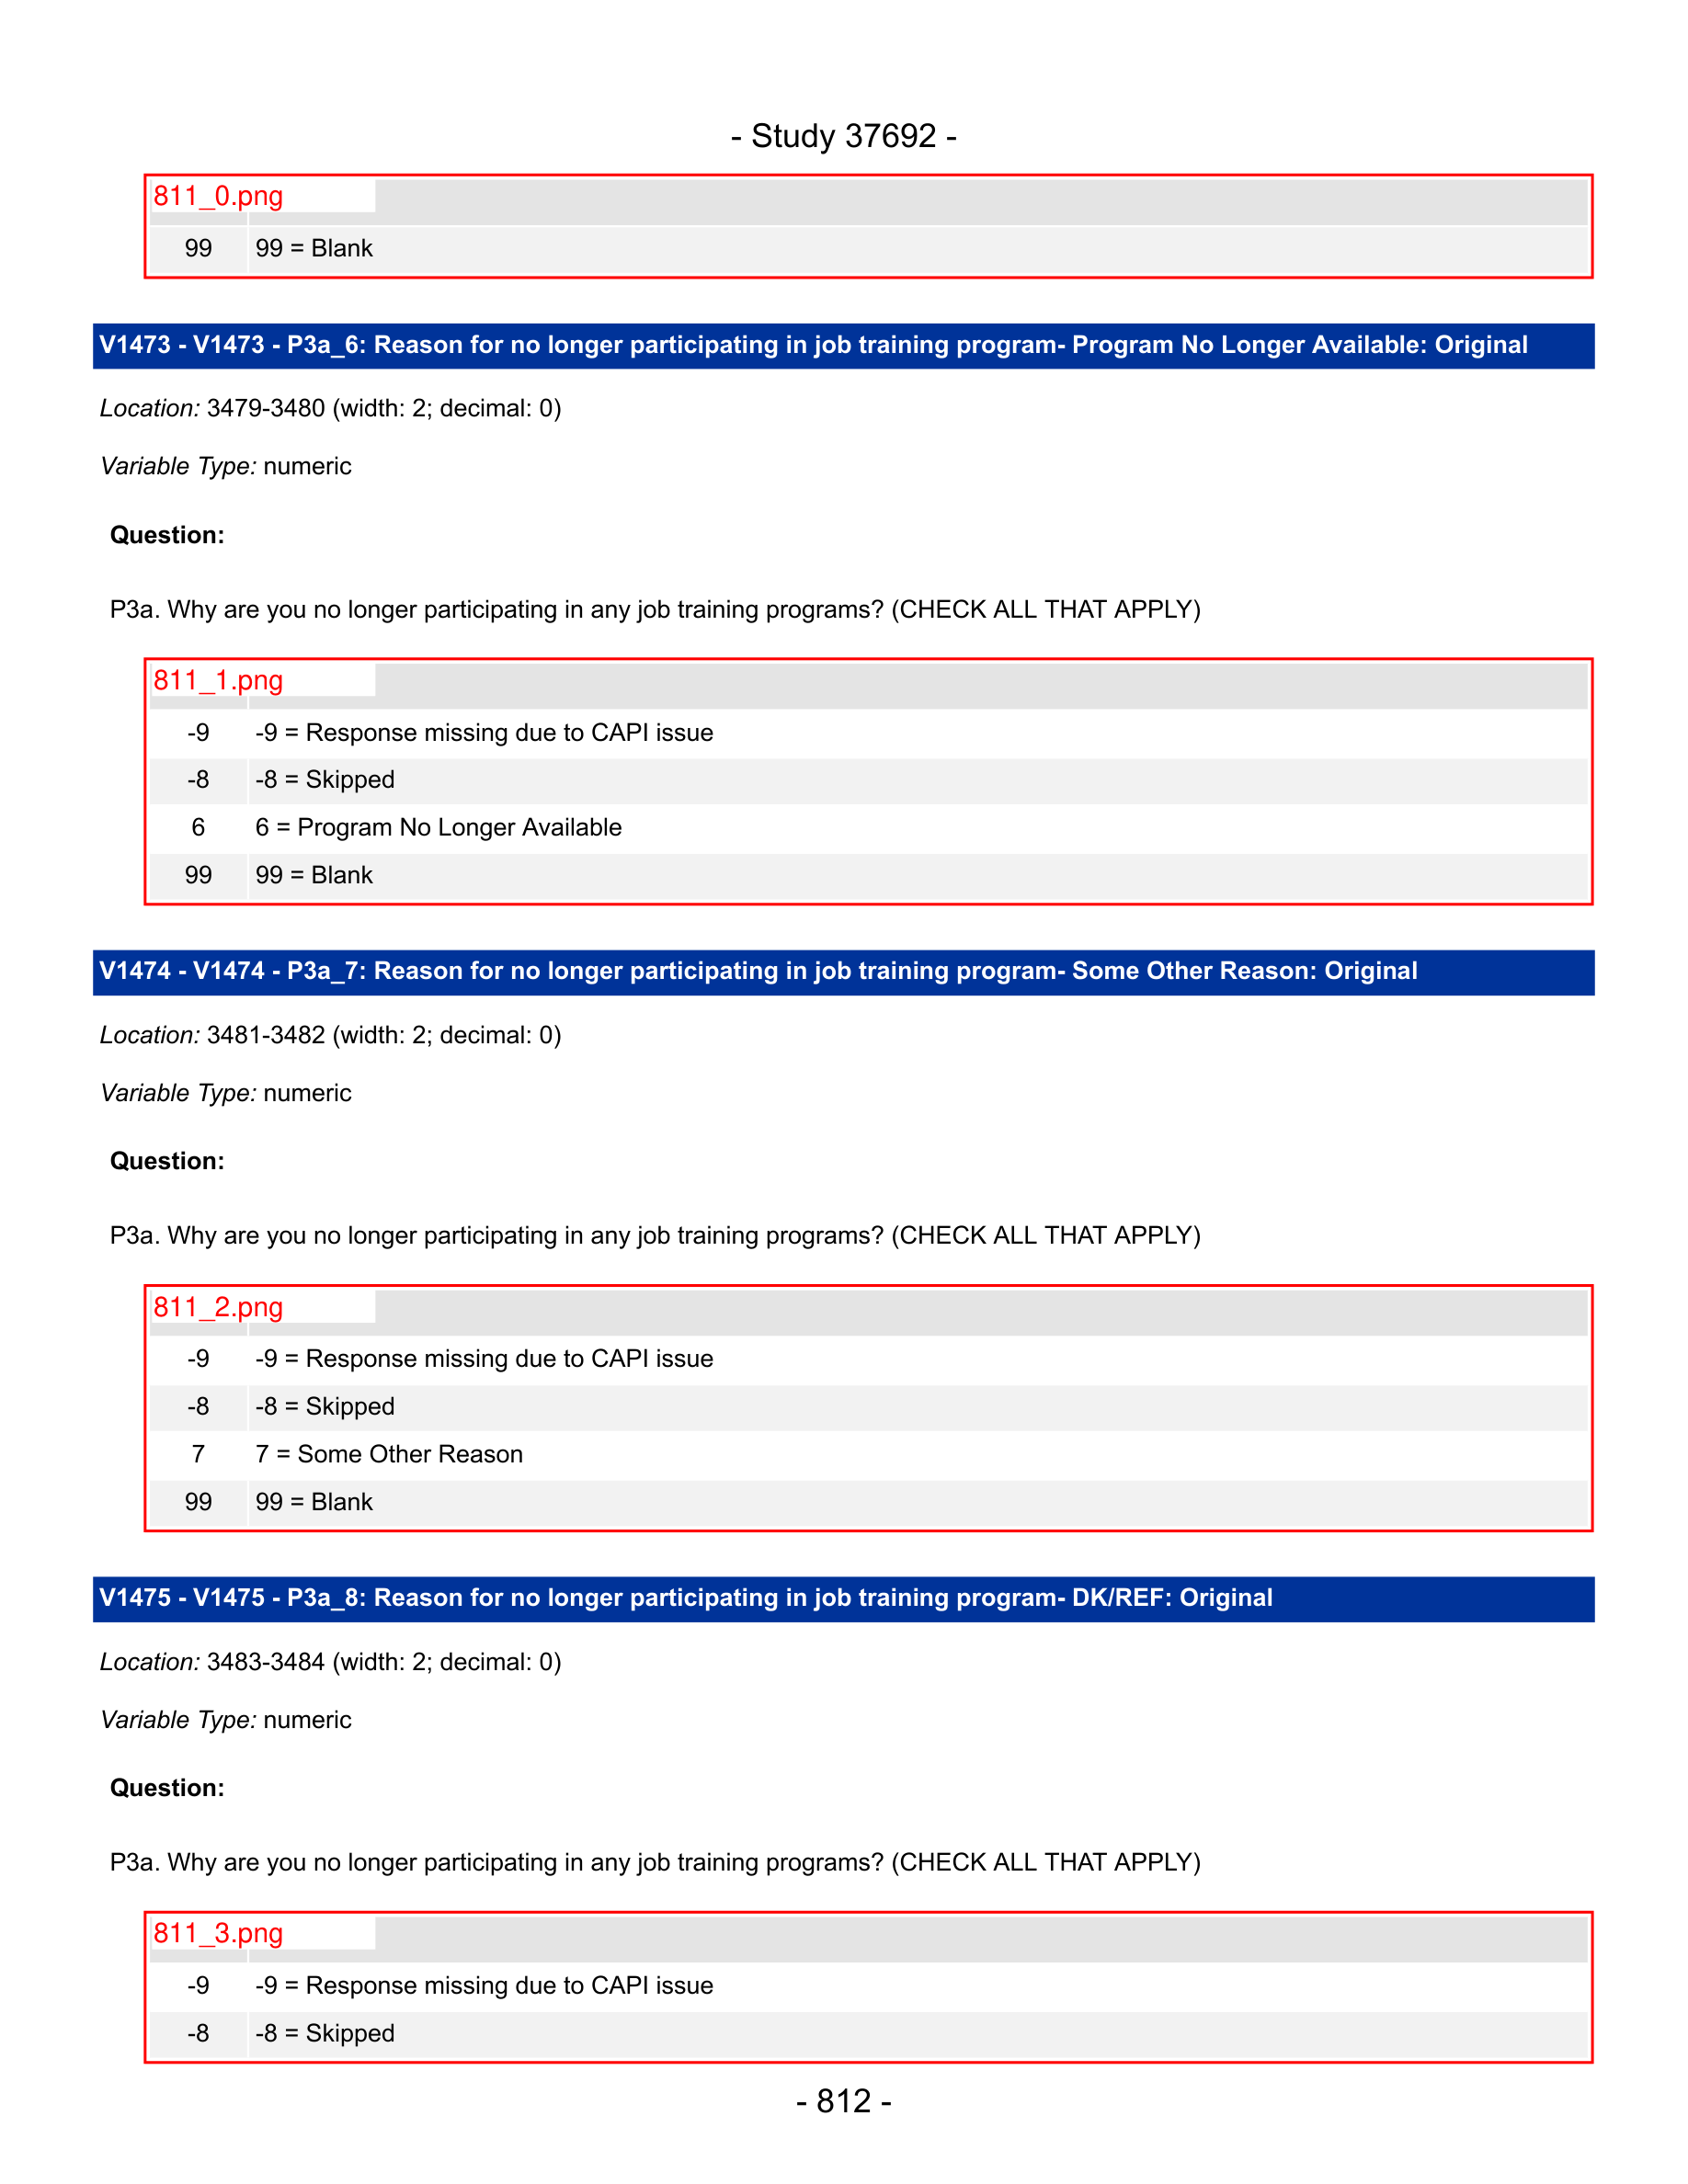 - Study 37692 -
811_0.png
99 99 = Blank
V1473 - V1473 - P3a_6: Reason for no longer participating in job training program- Program No Longer Available: Original
Location: 3479-3480 (width: 2; decimal: 0)
Variable Type: numeric
Question:
P3a. Why are you no longer participating in any job training programs? (CHECK ALL THAT APPLY)
811_1.png
-9 -9 = Response missing due to CAPI issue
-8 -8 = Skipped
6 6 = Program No Longer Available
99 99 = Blank
V1474 - V1474 - P3a_7: Reason for no longer participating in job training program- Some Other Reason: Original
Location: 3481-3482 (width: 2; decimal: 0)
Variable Type: numeric
Question:
P3a. Why are you no longer participating in any job training programs? (CHECK ALL THAT APPLY)
811_2.png
-9 -9 = Response missing due to CAPI issue
-8 -8 = Skipped
7 7 = Some Other Reason
99 99 = Blank
V1475 - V1475 - P3a_8: Reason for no longer participating in job training program- DK/REF: Original
Location: 3483-3484 (width: 2; decimal: 0)
Variable Type: numeric
Question:
P3a. Why are you no longer participating in any job training programs? (CHECK ALL THAT APPLY)
811_3.png
-9 -9 = Response missing due to CAPI issue
-8 -8 = Skipped
- 812 -